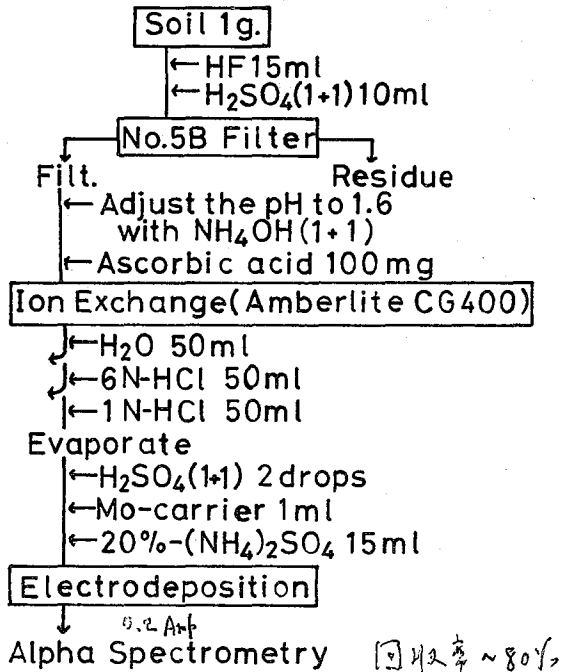 Soil 1g.
HF 15ml
H₂SO₄(1+1) 10ml
No.5B Filter
Filt. Residue
Adjust the pH to 1.6
with NH₄OH(1+1)
Ascorbic acid 100mg
Ion Exchange(Amberlite CG400)
H₂O 50ml
6N-HCl 50ml
1N-HCl 50ml
Evaporate
H₂SO₄(1+1) 2drops
Mo-carrier 1ml
20%-(NH₄)₂SO₄ 15ml
Electrodeposition
0.2 Amp
Alpha Spectrometry 回収率 ~80%